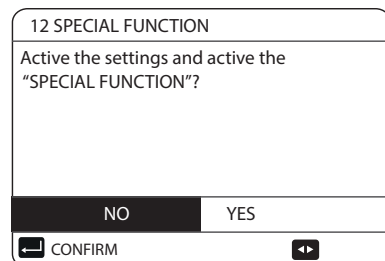 12 SPECIAL FUNCTION
Active the settings and active the
“SPECIAL FUNCTION”?
NO YES
CONFIRM